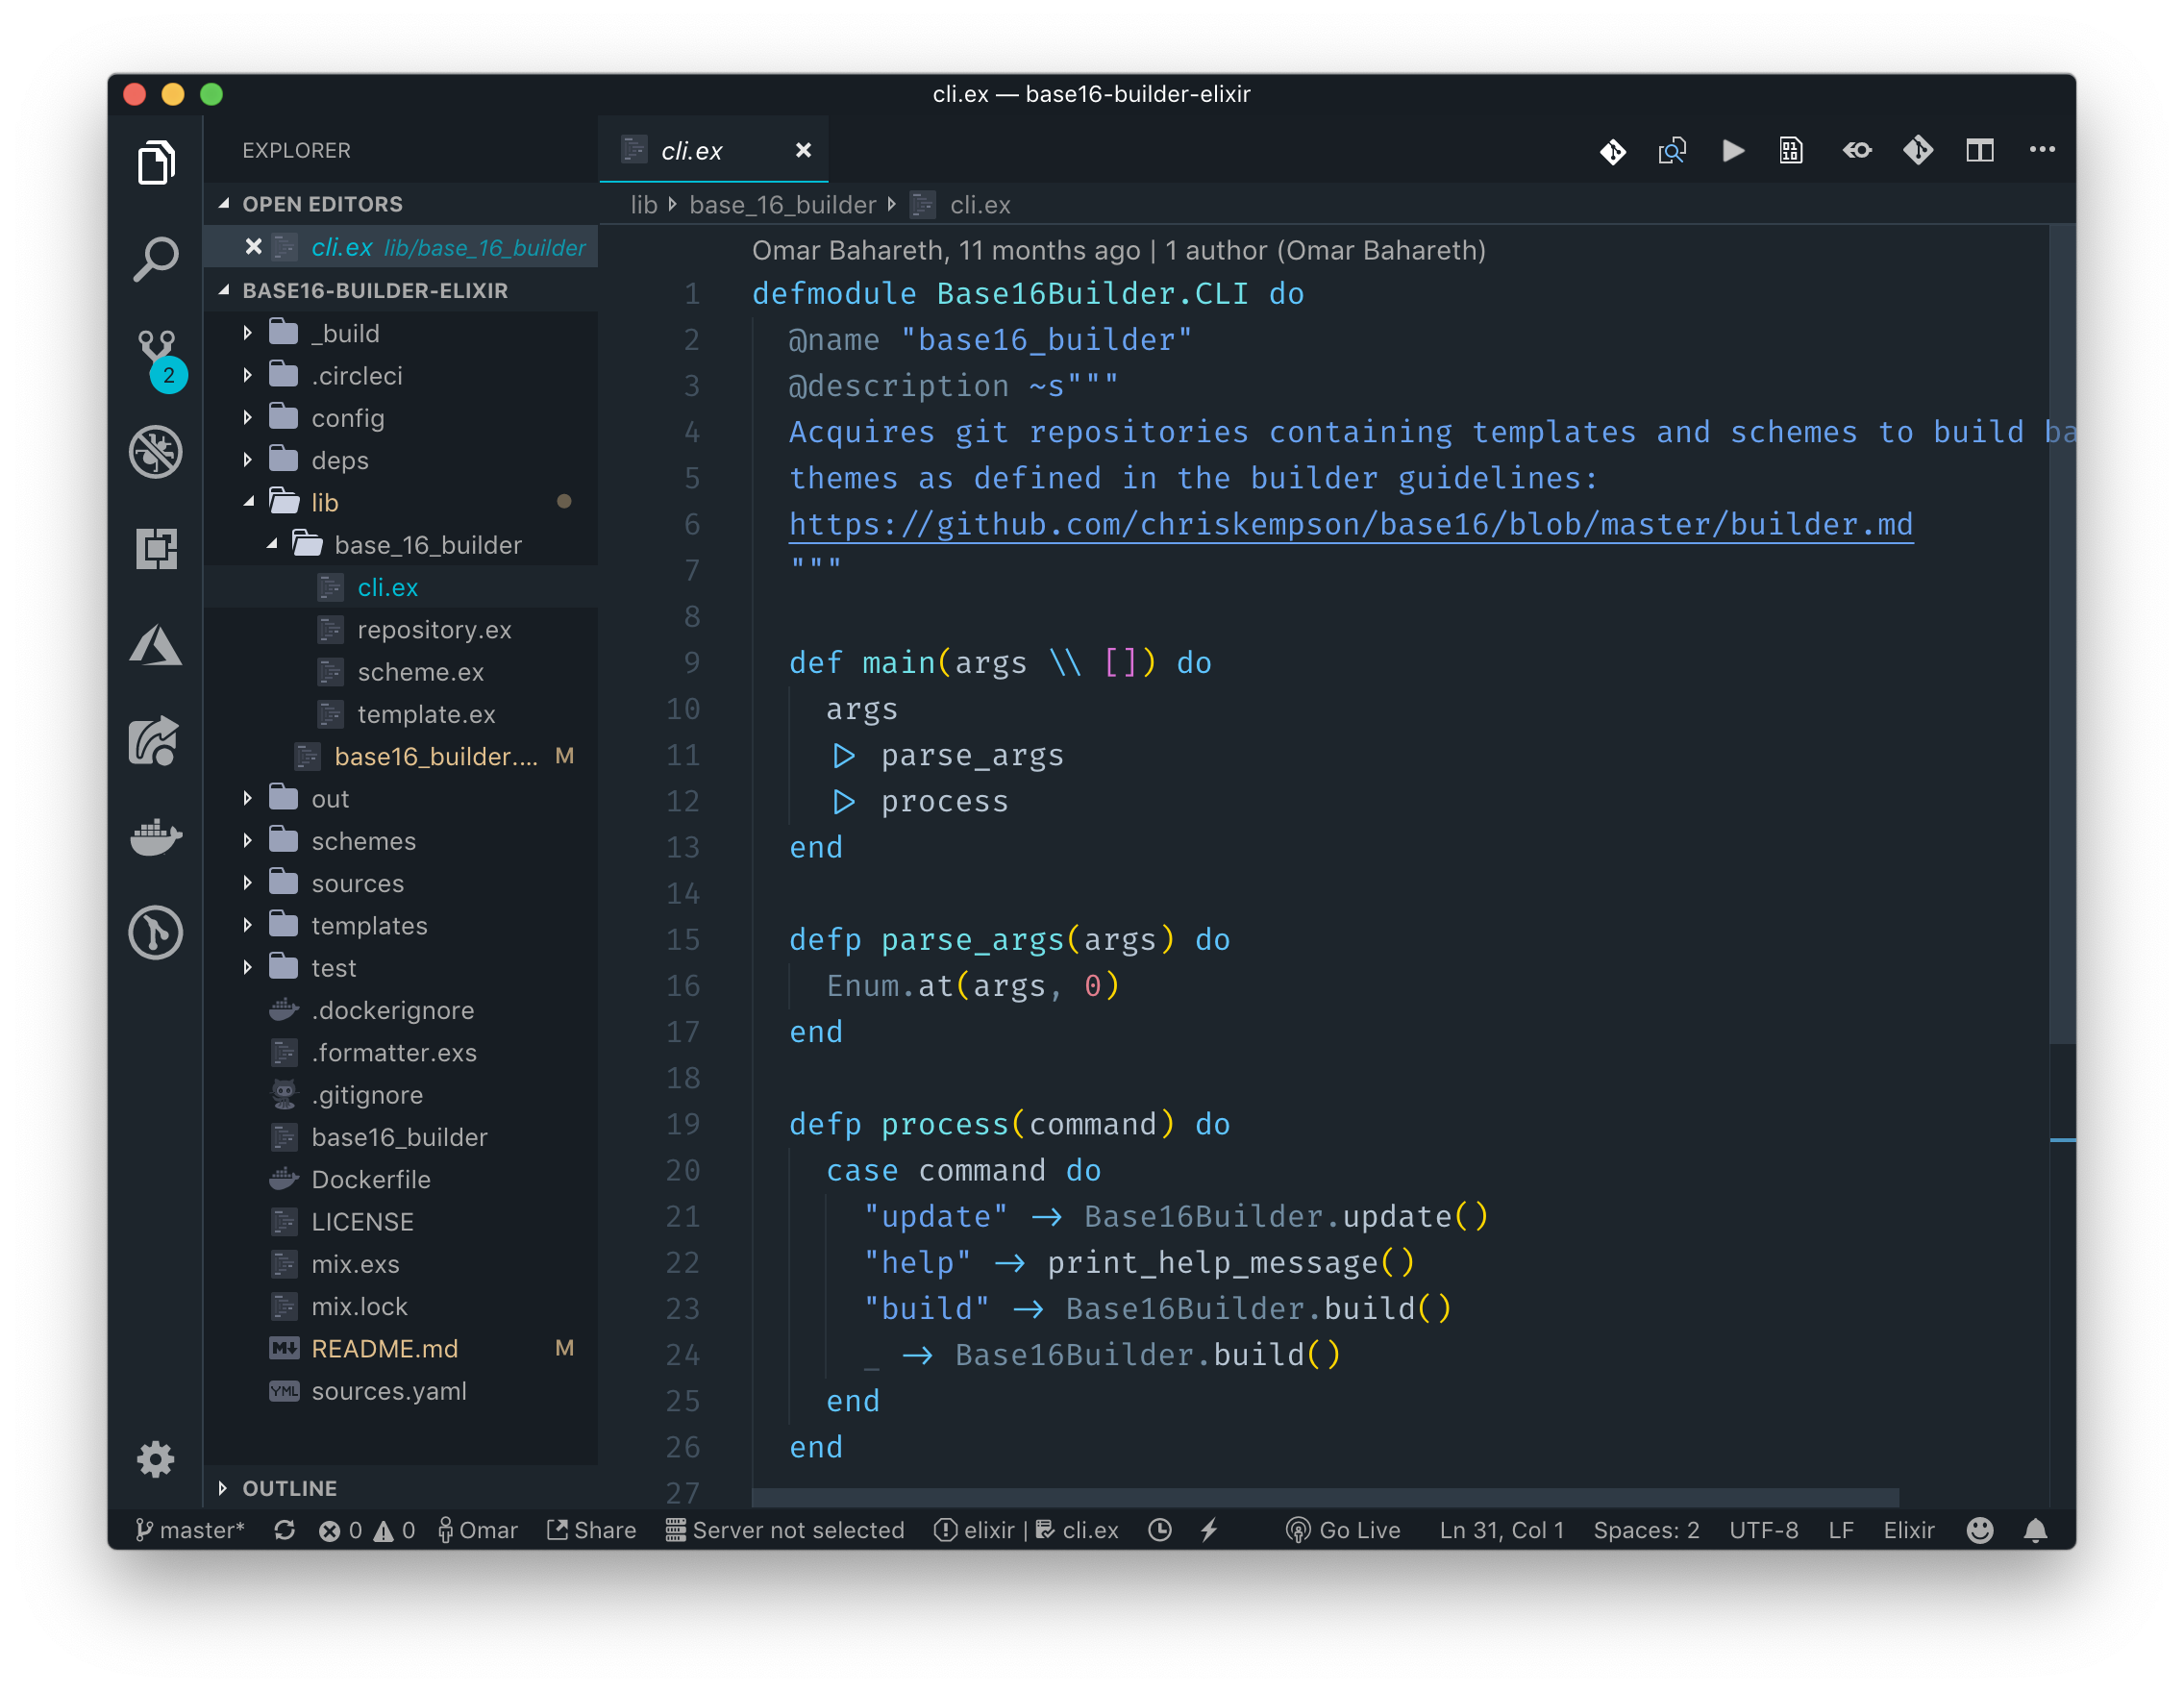 cli.ex — base16-builder-elixir
EXPLORER
OPEN EDITORS
cli.ex lib/base_16_builder
BASE16-BUILDER-ELIXIR
_build
.circleci
config
deps
lib
base_16_builder
cli.ex
repository.ex
scheme.ex
template.ex
base16_builder.... M
out
schemes
sources
templates
test
.dockerignore
.formatter.exs
.gitignore
base16_builder
Dockerfile
LICENSE
mix.exs
mix.lock
README.md M
YML sources.yaml
OUTLINE
2
cli.ex
lib base_16_builder cli.ex
Omar Bahareth, 11 months ago | 1 author (Omar Bahareth)
1 defmodule Base16Builder.CLI do
2 @name "base16_builder"
3 @description ~s"""
4 Acquires git repositories containing templates and schemes to build ba
5 themes as defined in the builder guidelines:
6 https://github.com/chriskempson/base16/blob/master/builder.md
7 """
8
9 def main(args \\ []) do
10 args
11 |> parse_args
12 |> process
13 end
14
15 defp parse_args(args) do
16 Enum.at(args, 0)
17 end
18
19 defp process(command) do
20 case command do
21 "update" -> Base16Builder.update()
22 "help" -> print_help_message()
23 "build" -> Base16Builder.build()
24 _ -> Base16Builder.build()
25 end
26 end
27
master* 0 0 Omar Share Server not selected elixir | cli.ex Go Live Ln 31, Col 1 Spaces: 2 UTF-8 LF Elixir